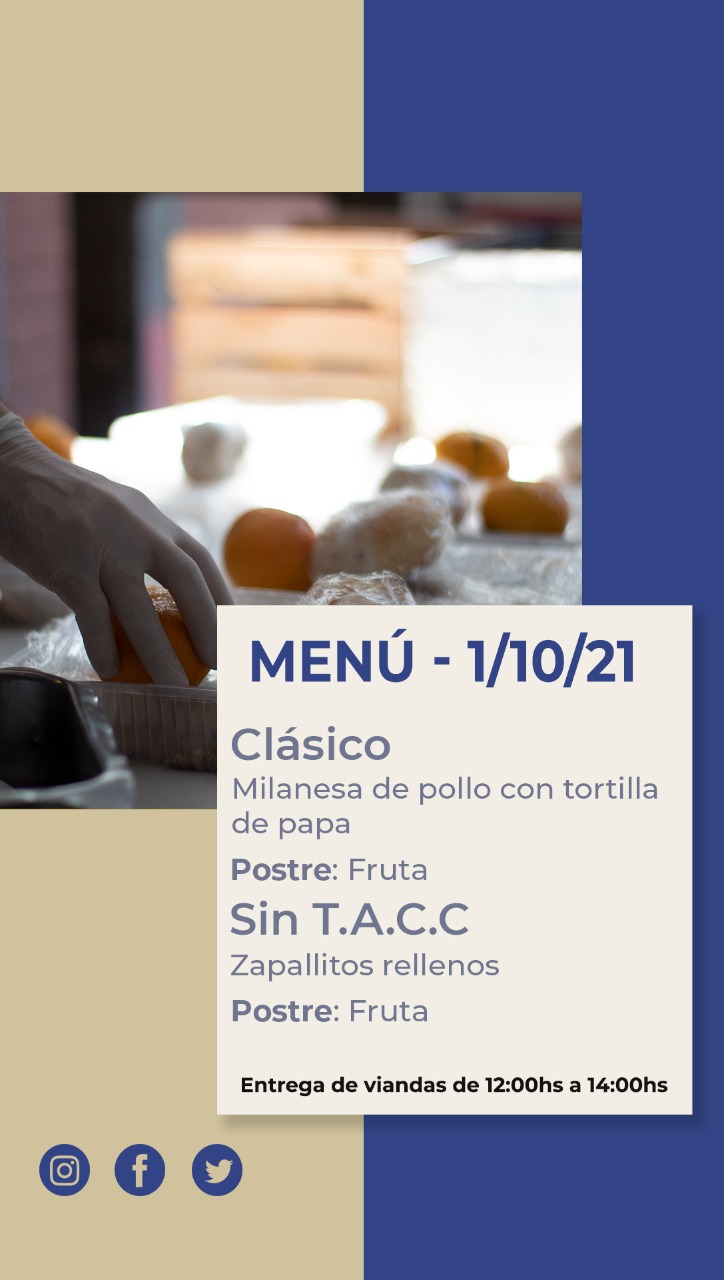 MENÚ - 1/10/21
Clásico
Milanesa de pollo con tortilla
de papa
Postre: Fruta
Sin T.A.C.C
Zapallitos rellenos
Postre: Fruta
Entrega de viandas de 12:00hs a 14:00hs